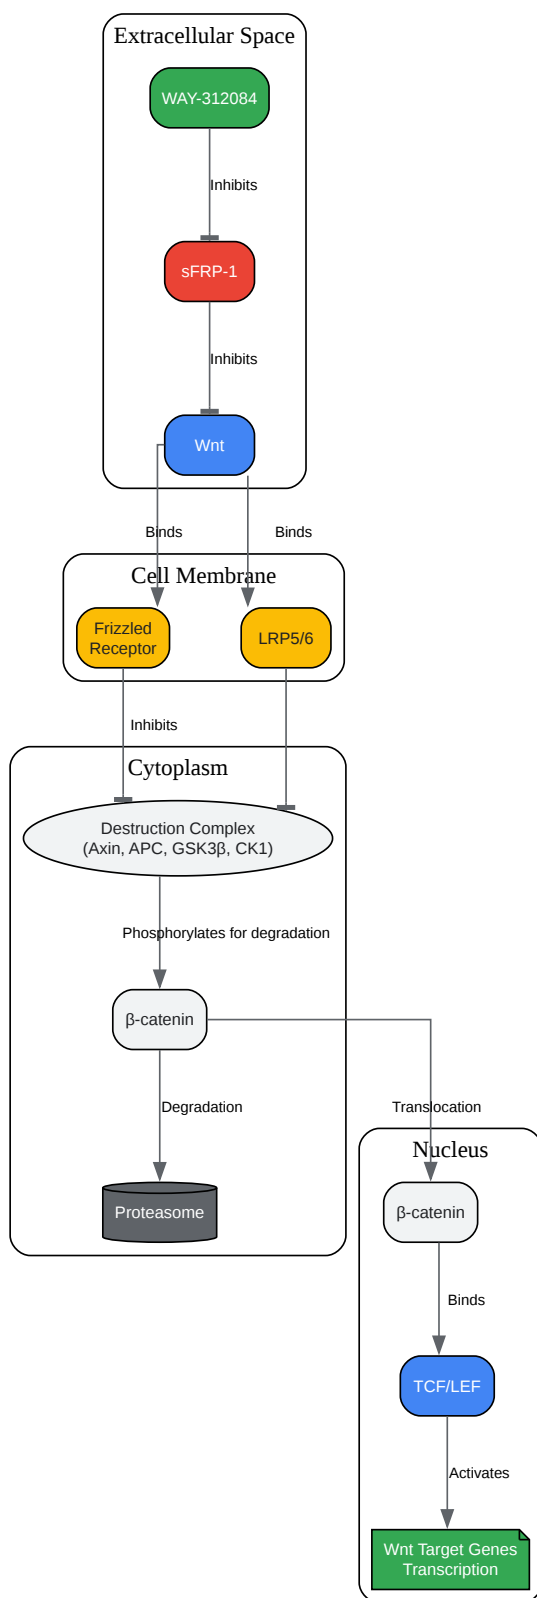 Extracellular Space
WAY-312084
Inhibits
sFRP-1
Inhibits
Wnt
Binds
Binds
Cell Membrane
Frizzled
Receptor
LRP5/6
Inhibits
Cytoplasm
Destruction Complex
(Axin, APC, GSK3β, CK1)
Phosphorylates for degradation
β-catenin
Degradation
Translocation
Nucleus
Proteasome
β-catenin
Binds
TCF/LEF
Activates
Wnt Target Genes
Transcription